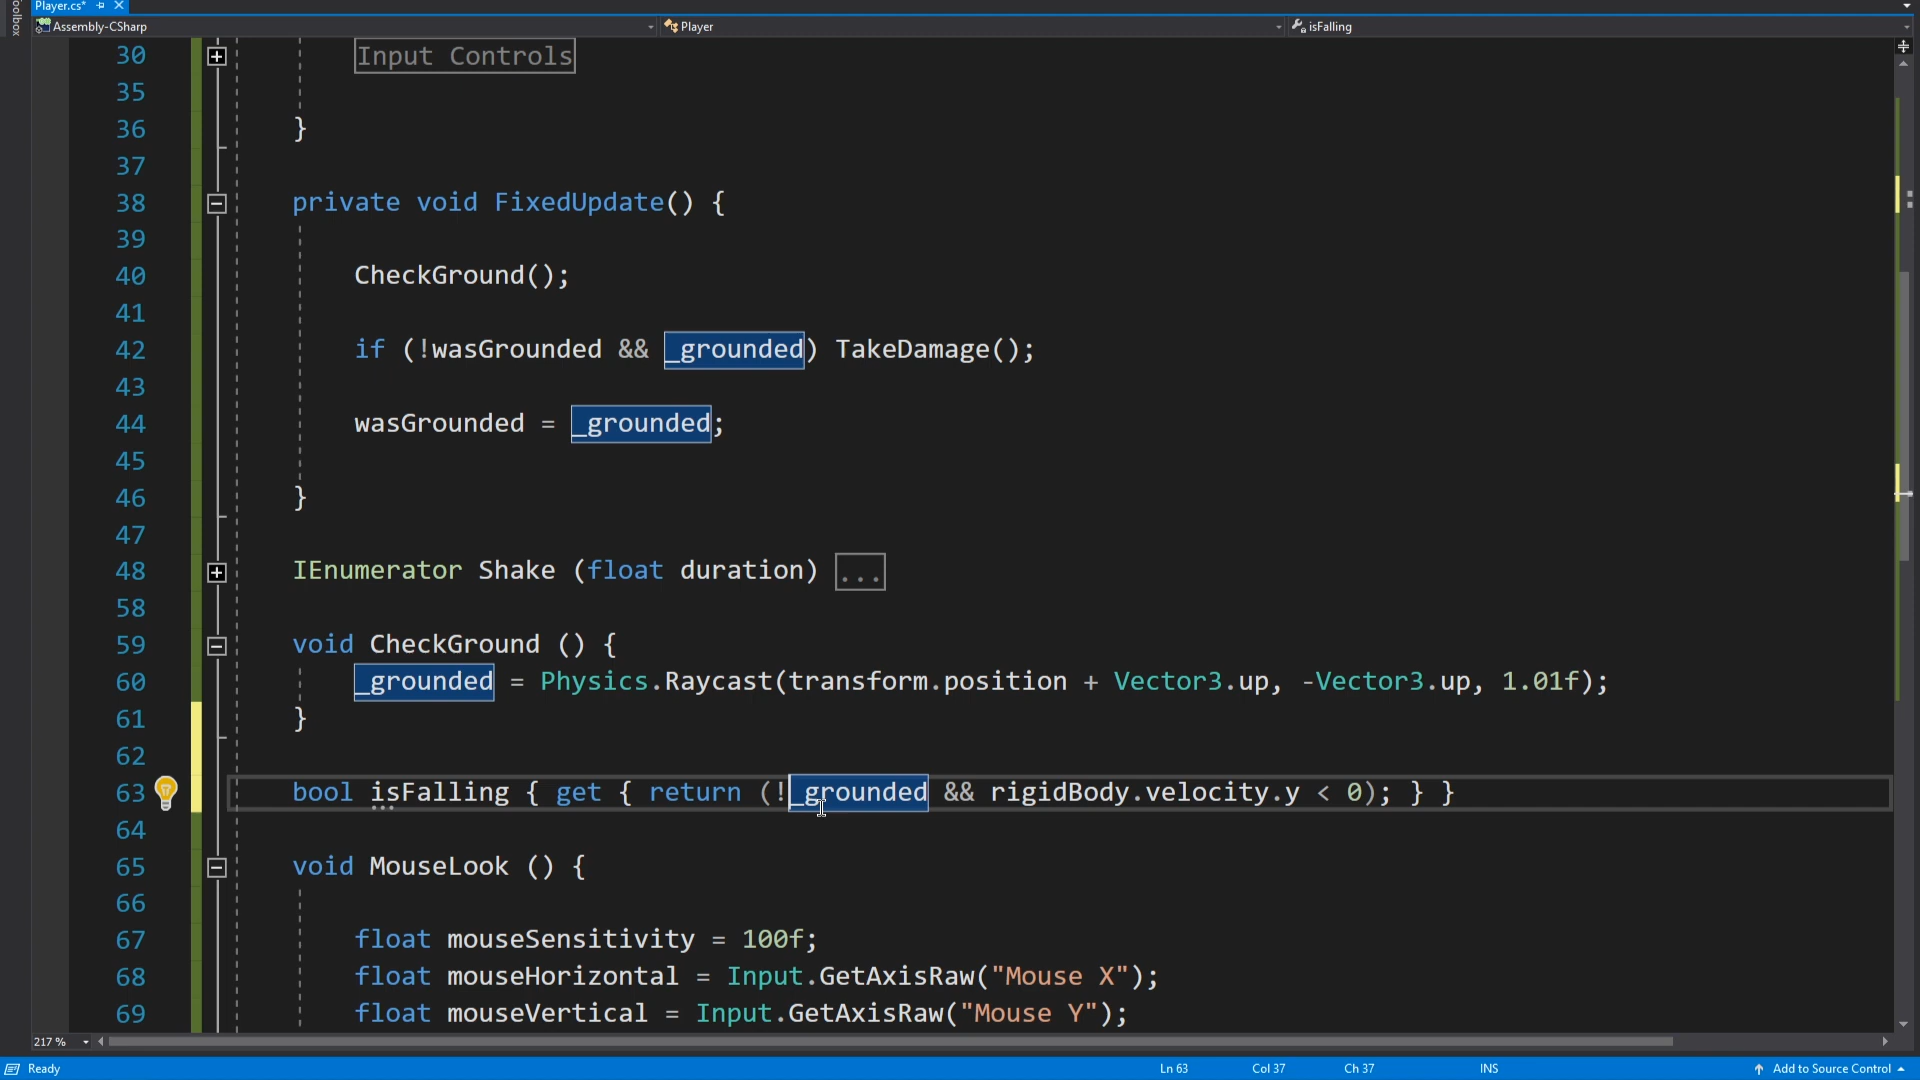 Toolbox
Player.cs*
Assembly-CSharp
Player
isFalling
30 Input Controls
35
36 }
37
38 private void FixedUpdate() {
39
40 CheckGround();
41
42 if (!wasGrounded && _grounded) TakeDamage();
43
44 wasGrounded = _grounded;
45
46 }
47
48 IEnumerator Shake (float duration) ...
58
59 void CheckGround () {
60 _grounded = Physics.Raycast(transform.position + Vector3.up, -Vector3.up, 1.01f);
61 }
62
63 bool isFalling { get { return (!_grounded && rigidBody.velocity.y < 0); } }
64
65 void MouseLook () {
66
67 float mouseSensitivity = 100f;
68 float mouseHorizontal = Input.GetAxisRaw("Mouse X");
69 float mouseVertical = Input.GetAxisRaw("Mouse Y");
217 %
Ready Ln 63 Col 37 Ch 37 INS Add to Source Control